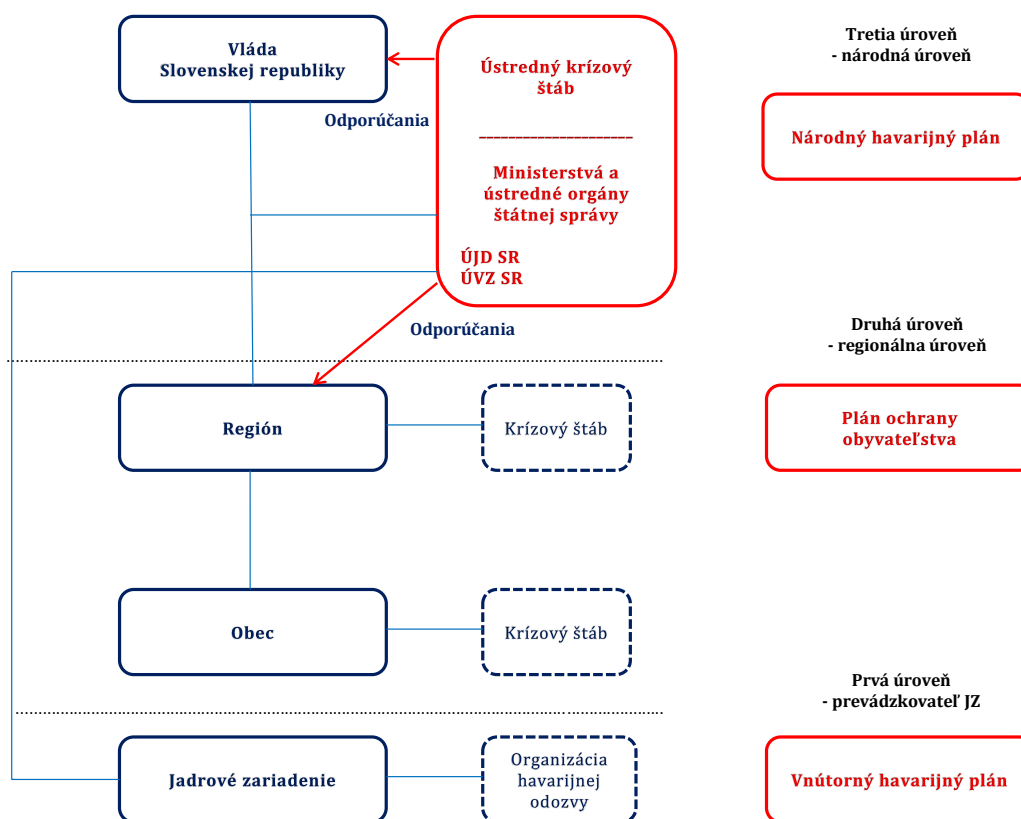 Vláda
Slovenskej republiky
Ústredný krízový
štáb
Odporúčania
_____________________
Ministerstvá a
ústredné orgány
štátnej správy
ÚJD SR
ÚVZ SR
Tretia úroveň
- národná úroveň
Národný havarijný plán
Odporúčania
Druhá úroveň
- regionálna úroveň
Región
Krízový štáb
Plán ochrany
obyvateľstva
Obec
Krízový štáb
Prvá úroveň
- prevádzkovateľ JZ
Jadrové zariadenie
Organizácia
havarijnej
odozvy
Vnútorný havarijný plán